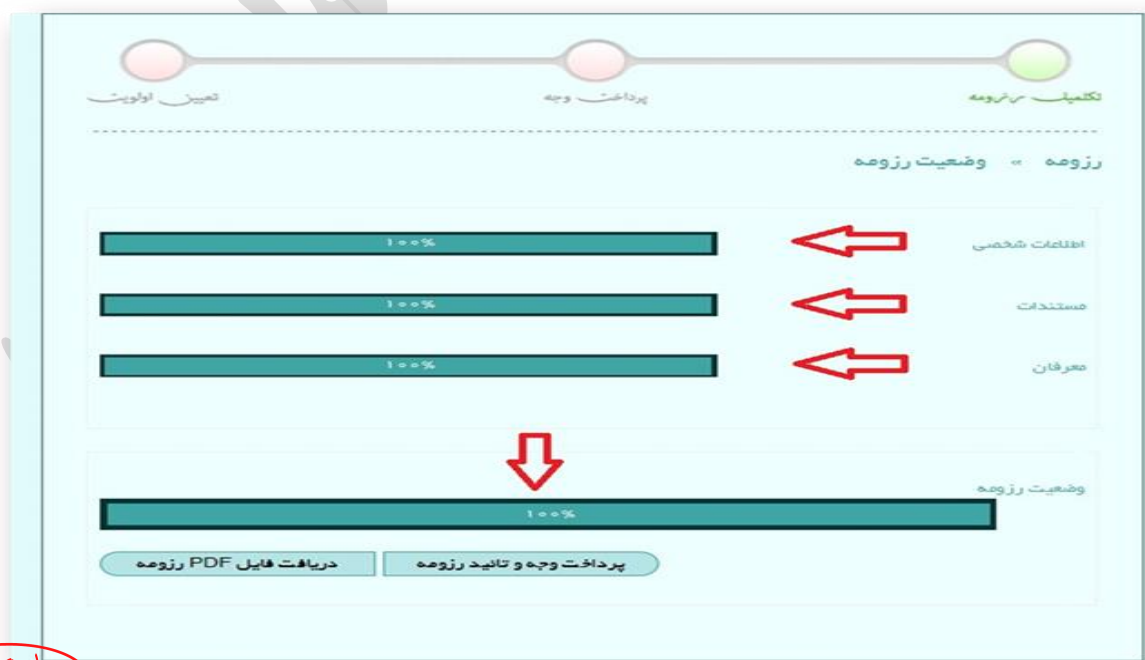 تکمیل رزومه
پرداخت وجه
تعیین اولویت
رزومه » وضعیت رزومه
اطلاعات شخصی
۱۰۰%
مستندات
۱۰۰%
معرفان
۱۰۰%
وضعیت رزومه
۱۰۰%
پرداخت وجه و تائید رزومه
دریافت فایل PDF رزومه